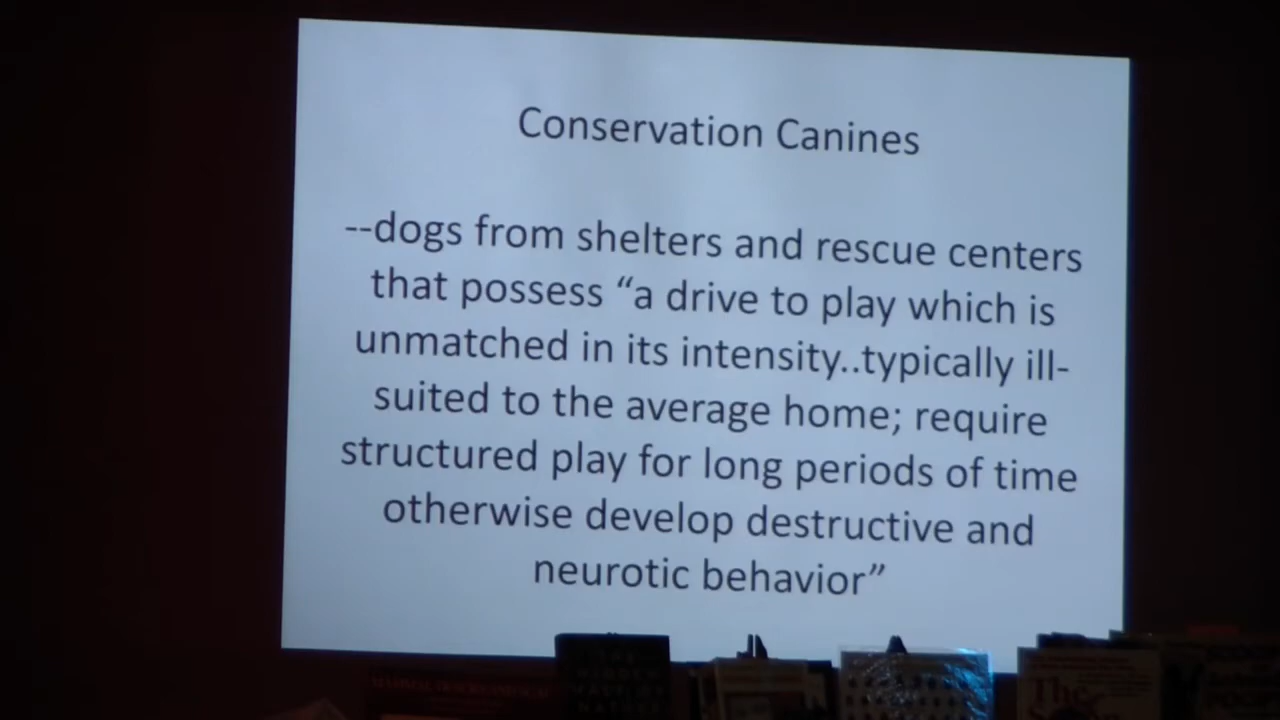 Conservation Canines
--dogs from shelters and rescue centers
that possess “a drive to play which is
unmatched in its intensity..typically ill-
suited to the average home; require
structured play for long periods of time
otherwise develop destructive and
neurotic behavior”
The